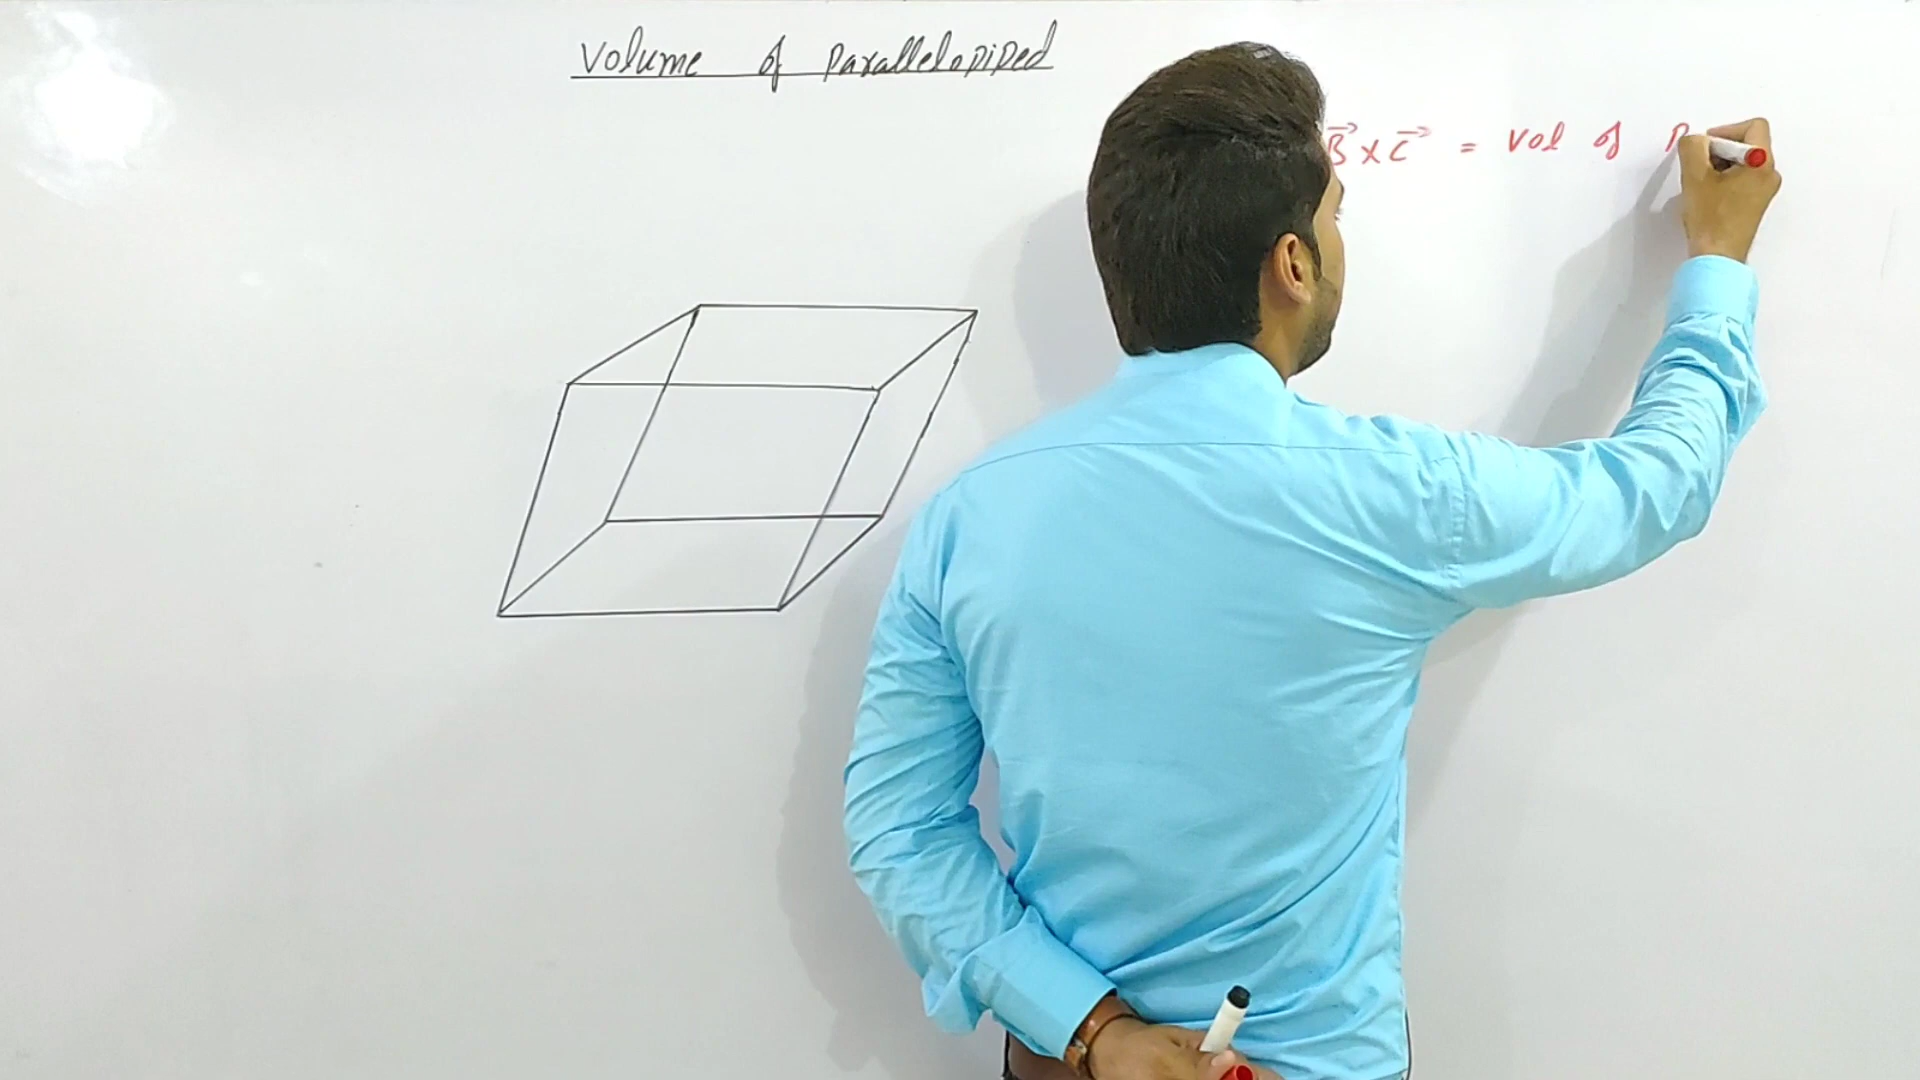 Volume of Parallelopiped
B⃗ × C⃗ = Vol of P